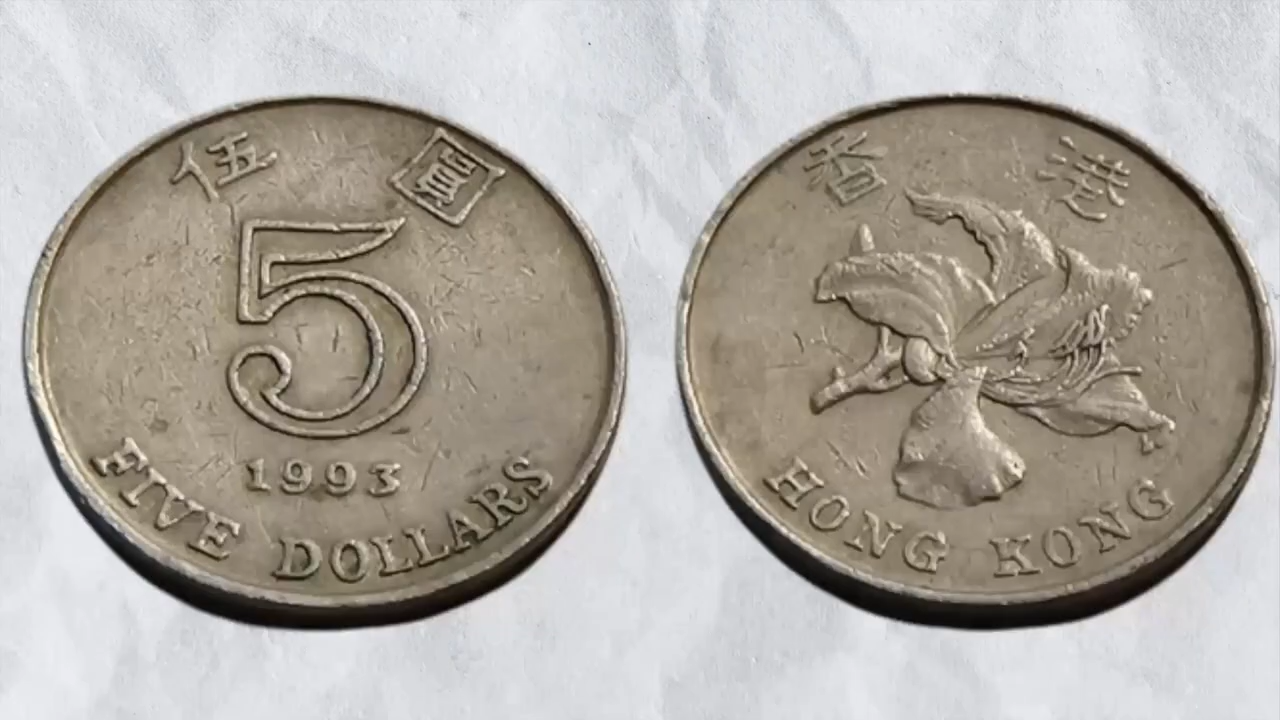 伍 圓
5
1993
FIVE DOLLARS
香 港
HONG KONG